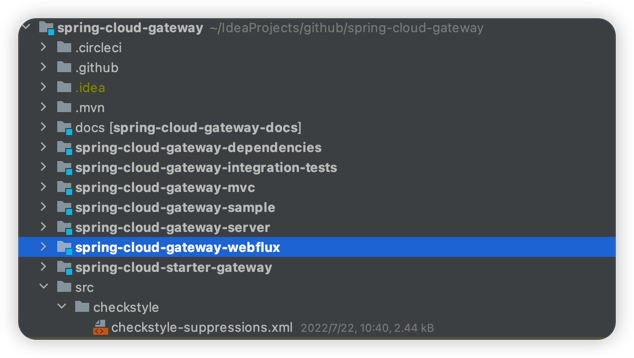 spring-cloud-gateway ~/IdeaProjects/github/spring-cloud-gateway
.circleci
.github
.idea
.mvn
docs [spring-cloud-gateway-docs]
spring-cloud-gateway-dependencies
spring-cloud-gateway-integration-tests
spring-cloud-gateway-mvc
spring-cloud-gateway-sample
spring-cloud-gateway-server
spring-cloud-gateway-webflux
spring-cloud-starter-gateway
src
checkstyle
checkstyle-suppressions.xml 2022/7/22, 10:40, 2.44 kB